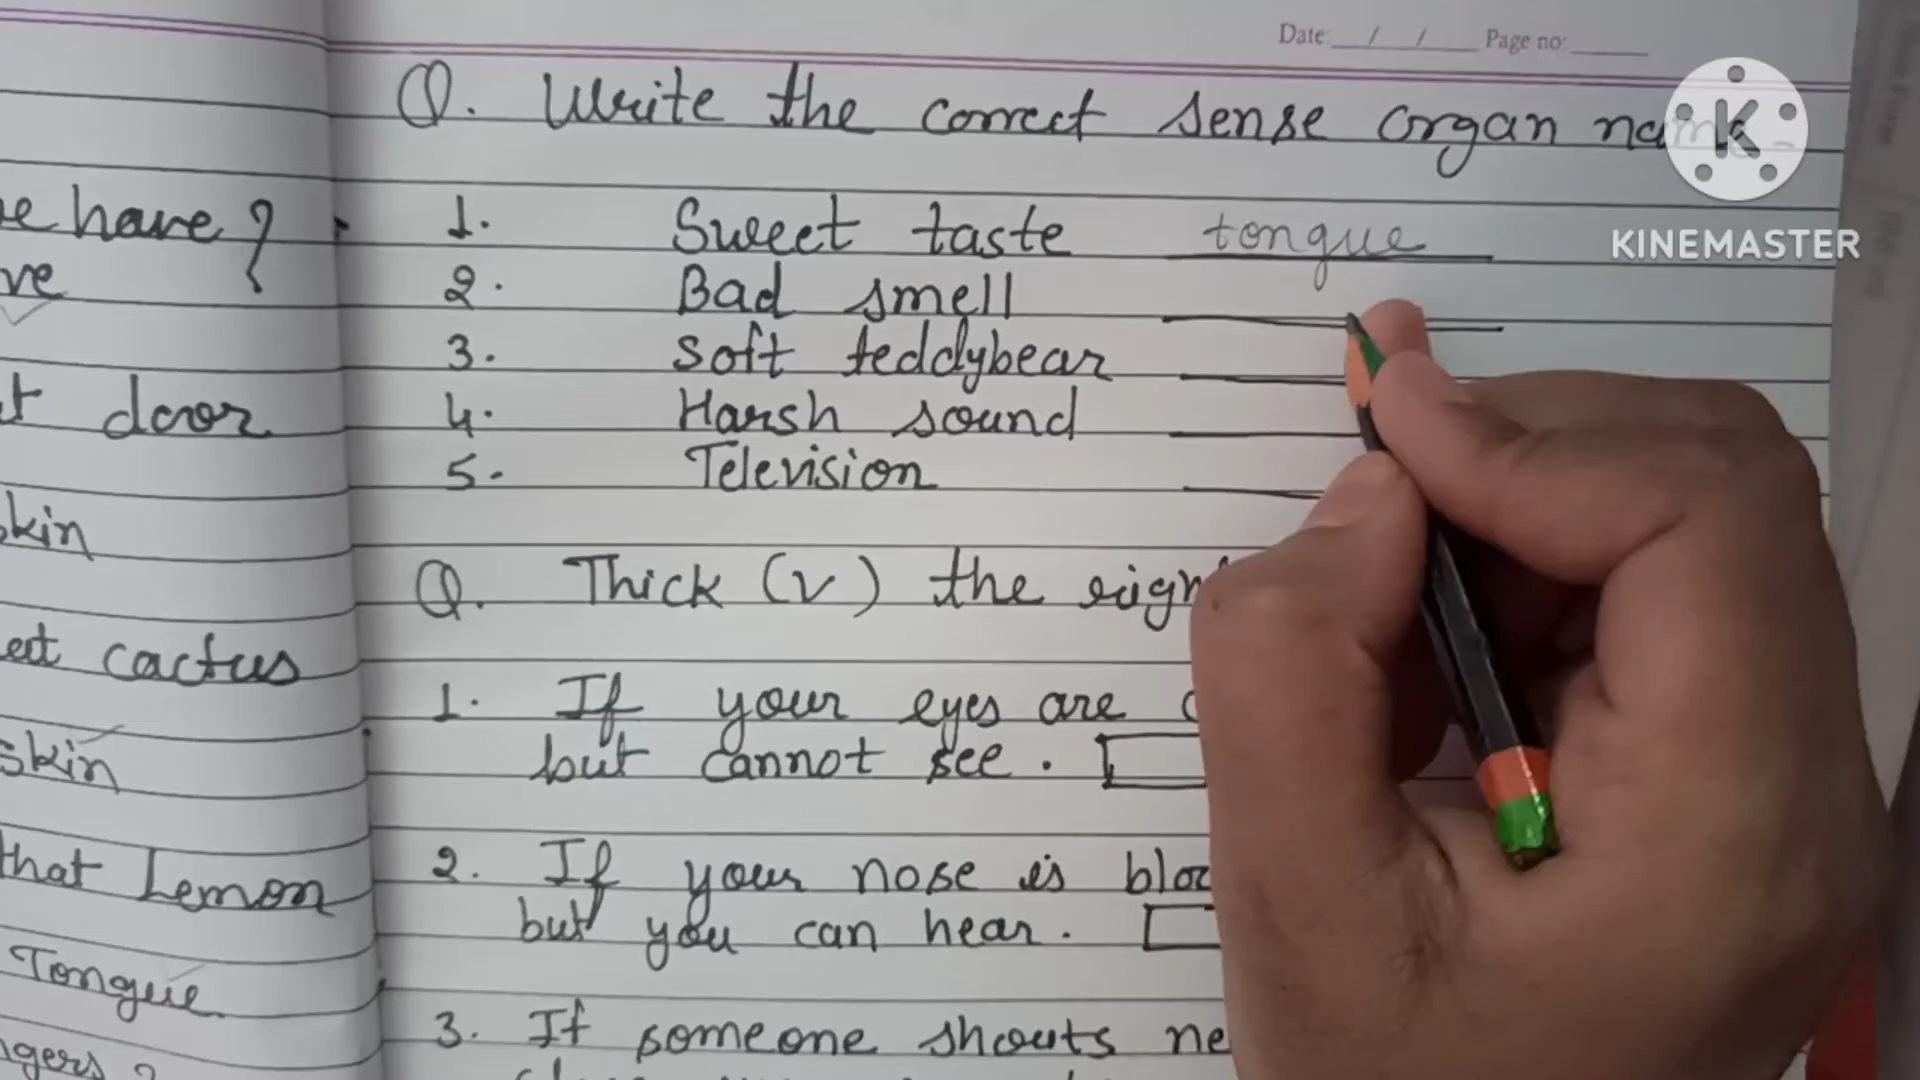 Date: / / Page no:
Q. Write the correct sense organ name
KINEMASTER
1. Sweet taste tongue
2. Bad smell
3. Soft teddybear
4. Harsh sound
5. Television
Q. Thick (√) the righ
1. If your eyes are
but cannot see.
2. If your nose is bloc
but you can hear.
3. If someone shouts ne
have?
ve
door
skin
cactus
skin
that Lemon
Tongue
ngers?